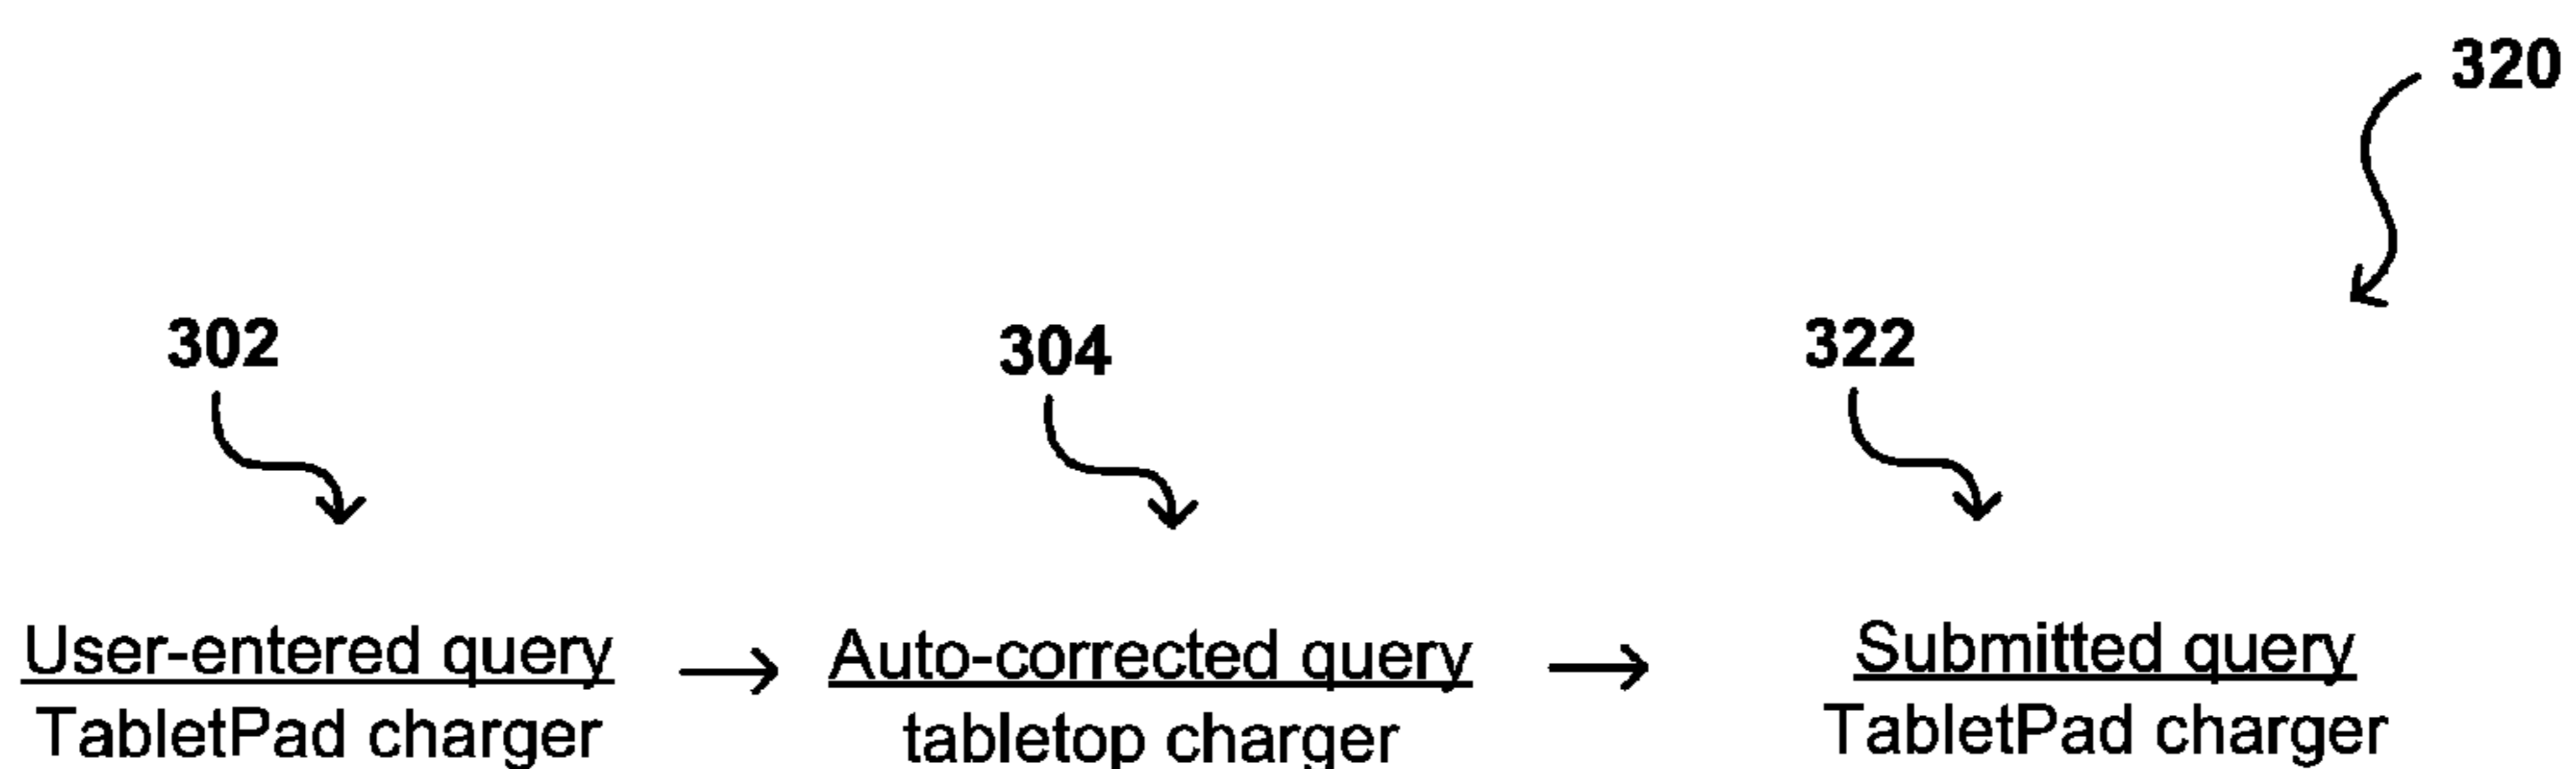 320
302 304 322
User-entered query → Auto-corrected query → Submitted query
TabletPad charger tabletop charger TabletPad charger